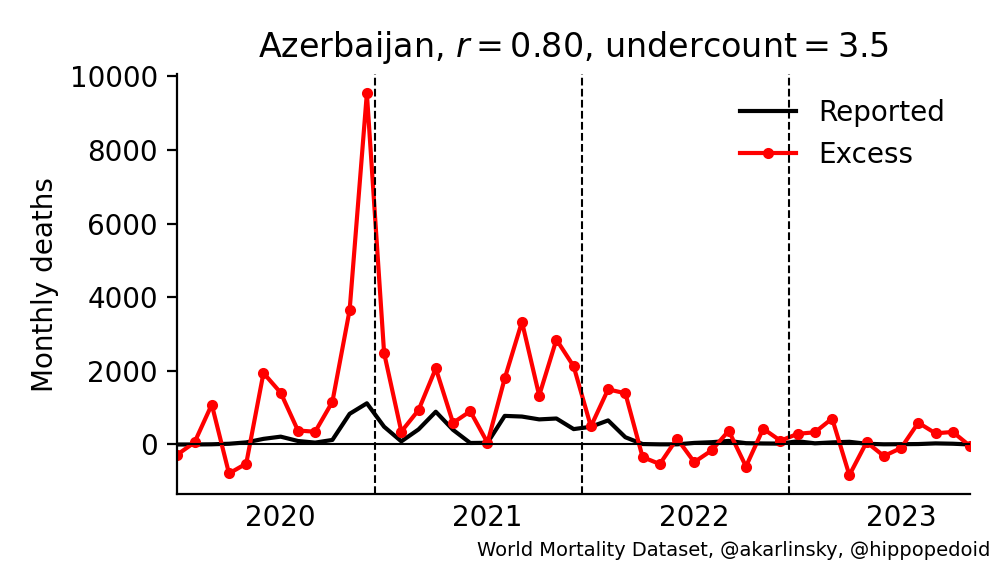 Azerbaijan, r = 0.80, undercount = 3.5
10000
8000
6000
4000
2000
0
Monthly deaths
Reported
Excess
2020 2021 2022 2023
World Mortality Dataset, @akarlinsky, @hippopedoid